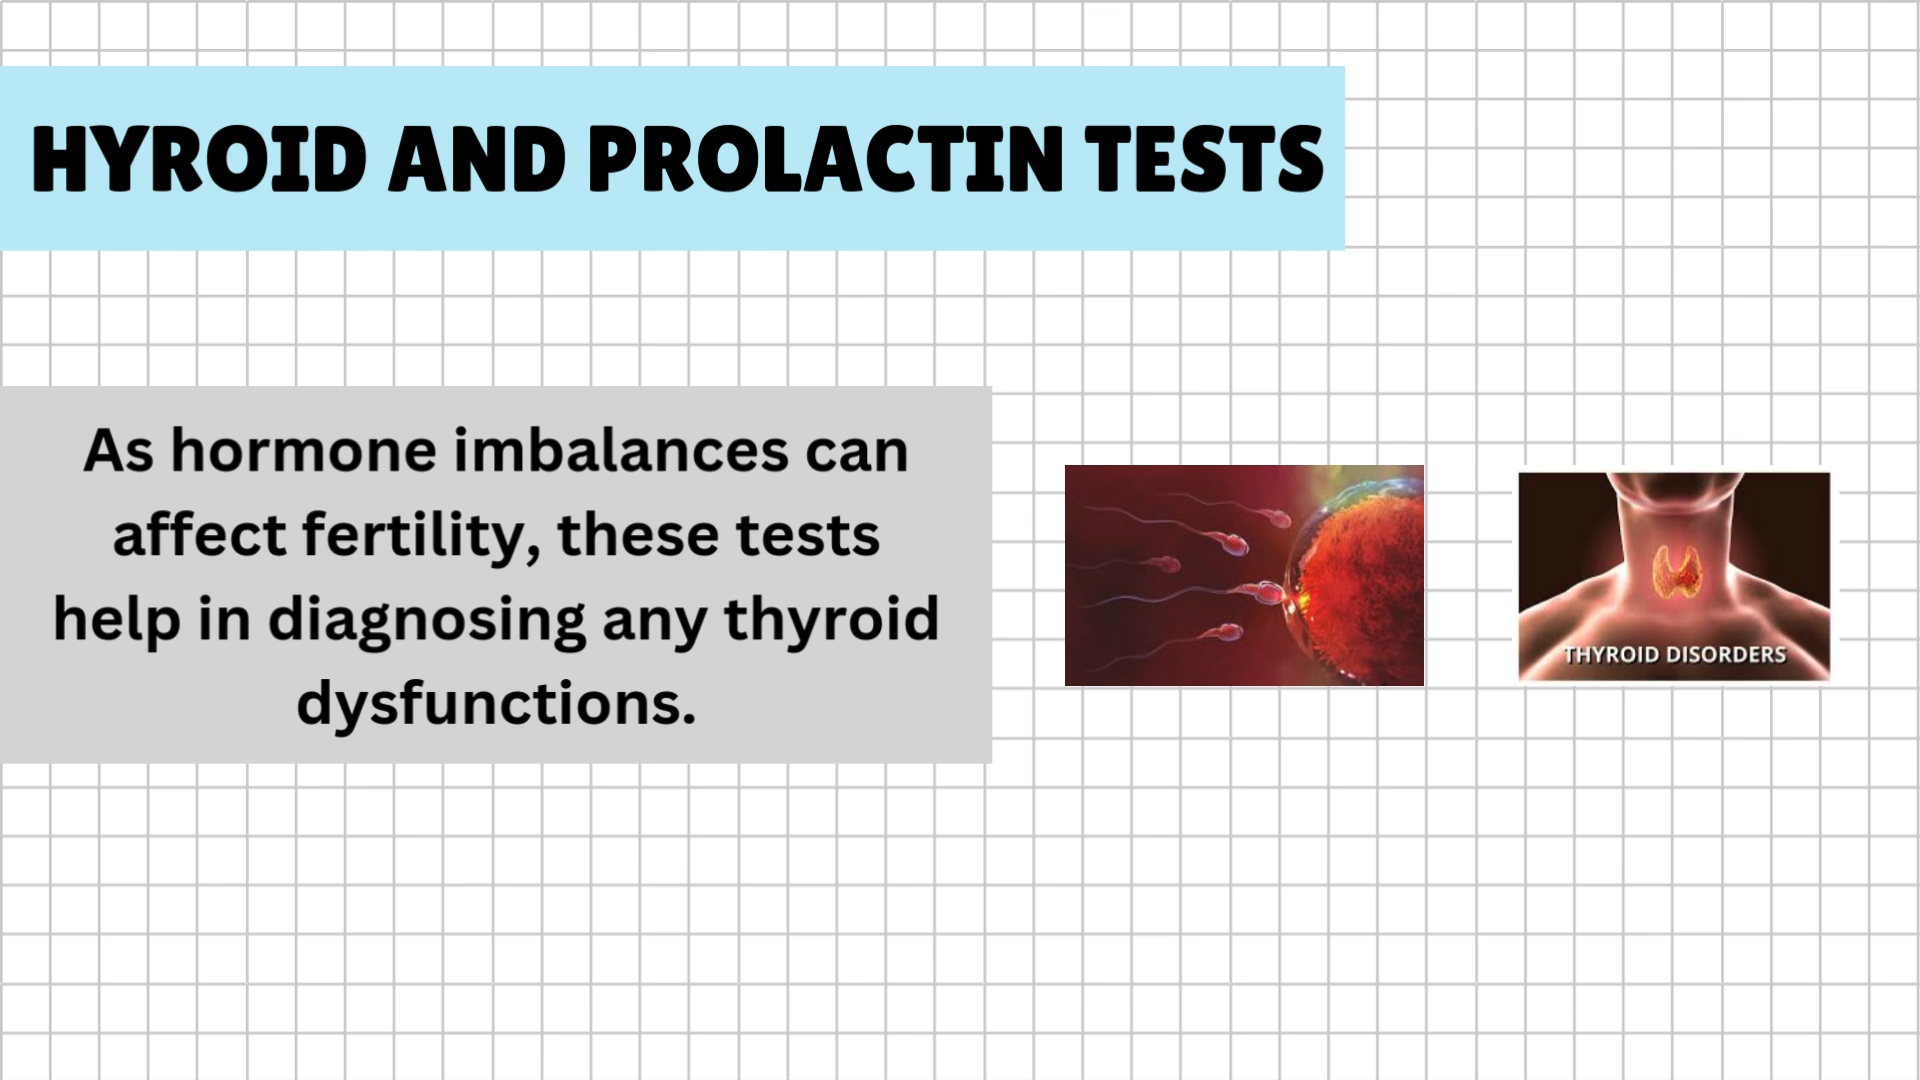 HYROID AND PROLACTIN TESTS
As hormone imbalances can
affect fertility, these tests
help in diagnosing any thyroid
dysfunctions.
THYROID DISORDERS